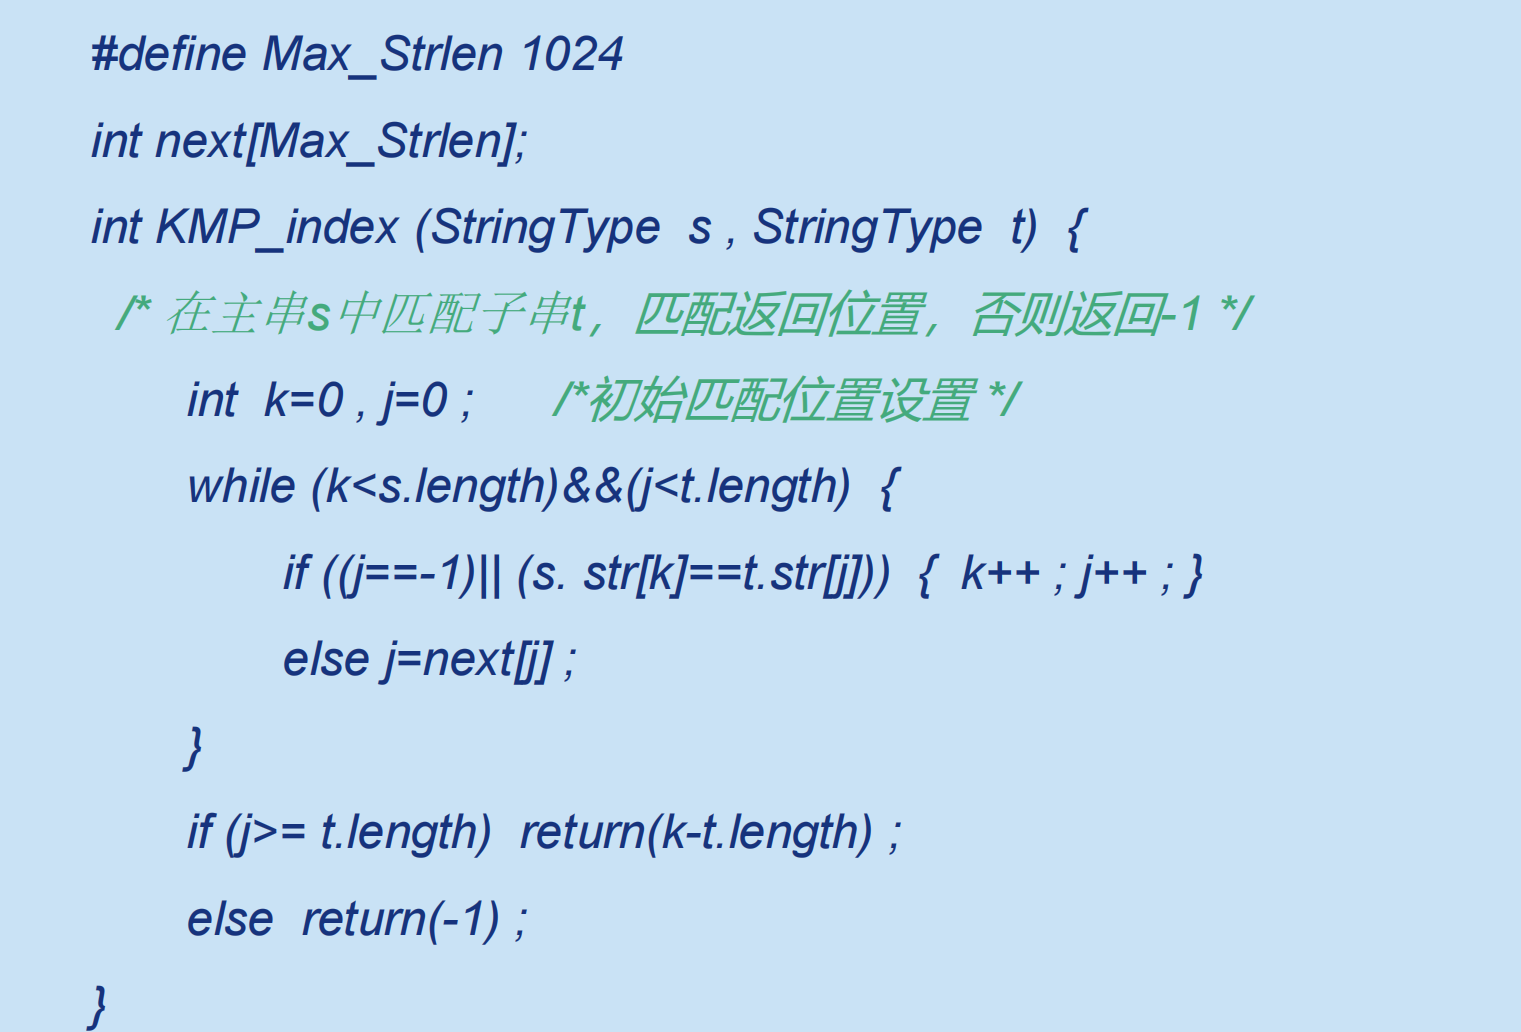 #define Max_Strlen 1024
int next[Max_Strlen];
int KMP_index (StringType s , StringType t) {
/* 在主串s中匹配子串t，匹配返回位置，否则返回-1 */
int k=0 , j=0 ; /*初始匹配位置设置 */
while (k<s.length)&&(j<t.length) {
if ((j==-1)|| (s. str[k]==t.str[j])) { k++ ; j++ ; }
else j=next[j] ;
}
if (j>= t.length) return(k-t.length) ;
else return(-1) ;
}